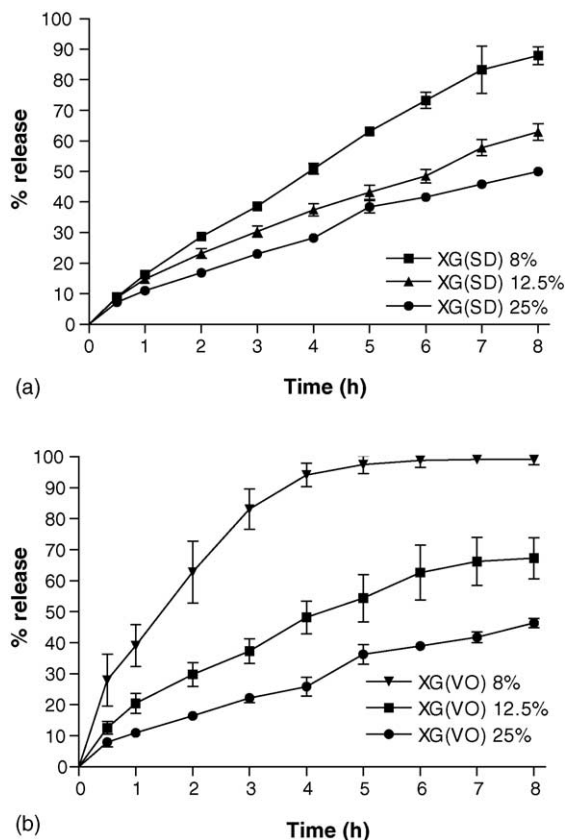 100
90
80
70
60
50
40
30
20
10
0
% release
XG(SD) 8%
XG(SD) 12.5%
XG(SD) 25%
0 1 2 3 4 5 6 7 8
Time (h)
(a)
100
90
80
70
60
50
40
30
20
10
0
% release
XG(VO) 8%
XG(VO) 12.5%
XG(VO) 25%
0 1 2 3 4 5 6 7 8
Time (h)
(b)